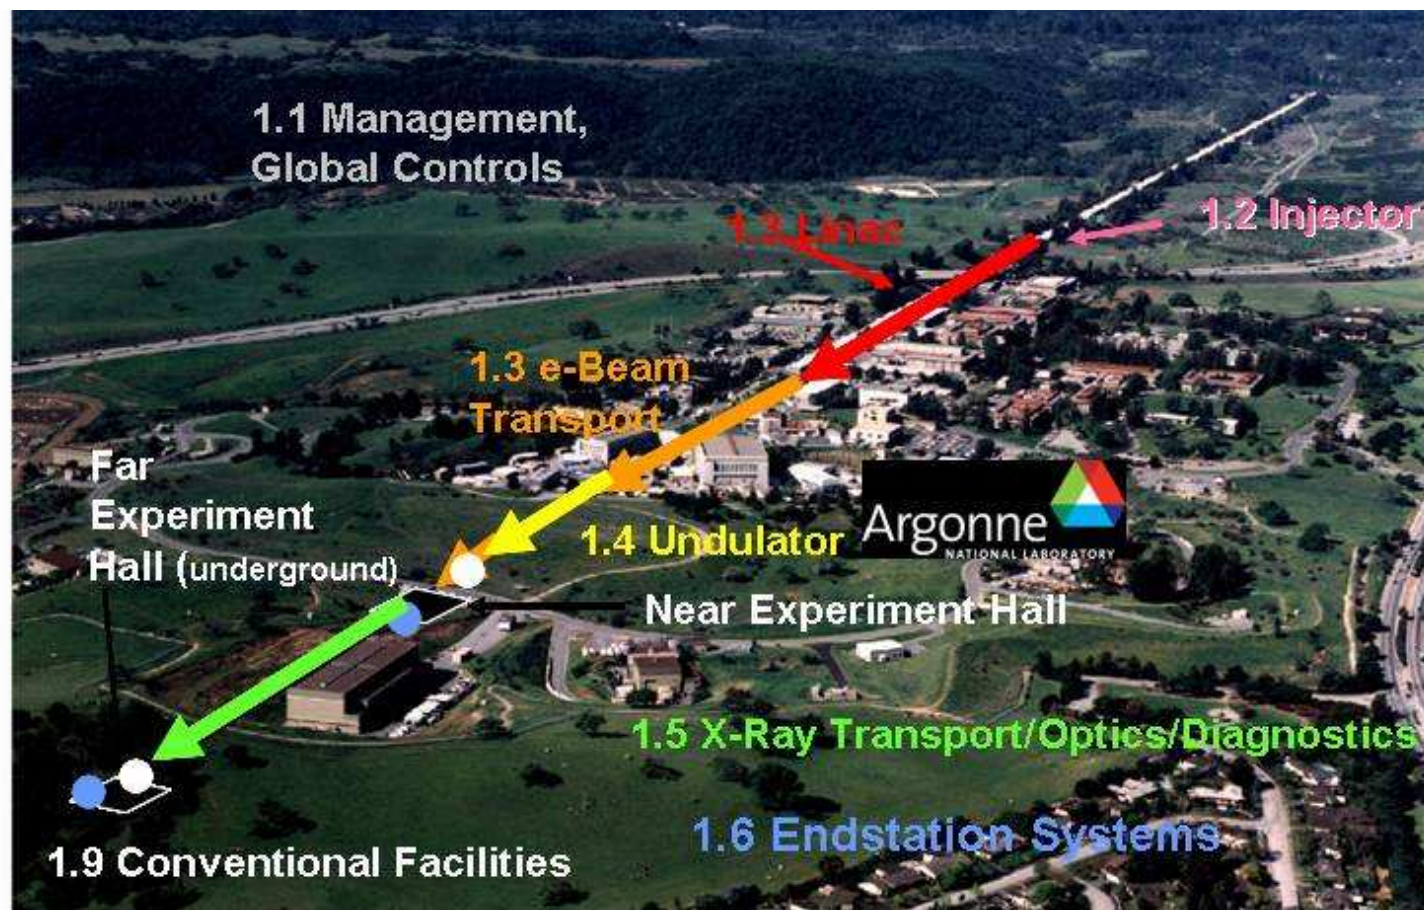 1.1 Management,
Global Controls
1.2 Injector
1.3 Linac
1.3 e-Beam
Transport
Far
Experiment
Hall (underground)
1.4 Undulator
Argonne
NATIONAL LABORATORY
Near Experiment Hall
1.5 X-Ray Transport/Optics/Diagnostics
1.6 Endstation Systems
1.9 Conventional Facilities